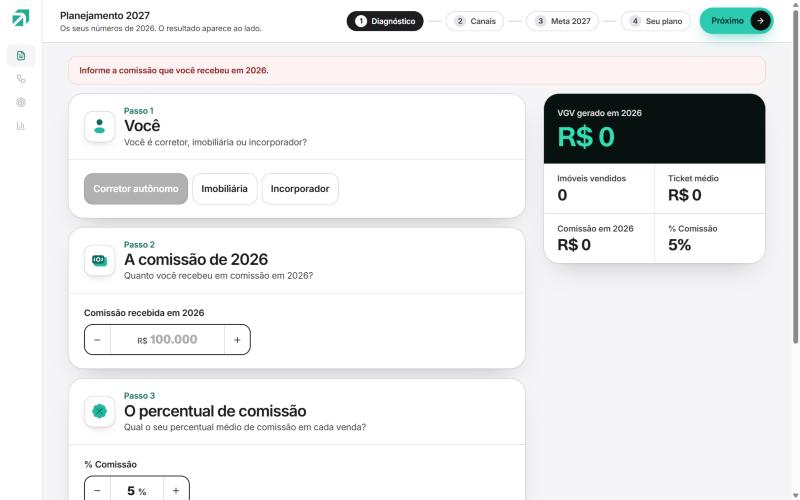 Planejamento 2027
Os seus números de 2026. O resultado aparece ao lado.
1 Diagnóstico
2 Canais
3 Meta 2027
4 Seu plano
Próximo
Informe a comissão que você recebeu em 2026.
Passo 1
Você
Você é corretor, imobiliária ou incorporador?
Corretor autônomo
Imobiliária
Incorporador
Passo 2
A comissão de 2026
Quanto você recebeu em comissão em 2026?
Comissão recebida em 2026
− R$ 100.000 +
Passo 3
O percentual de comissão
Qual o seu percentual médio de comissão em cada venda?
% Comissão
− 5 % +
VGV gerado em 2026
R$ 0
Imóveis vendidos
0
Ticket médio
R$ 0
Comissão em 2026
R$ 0
% Comissão
5%